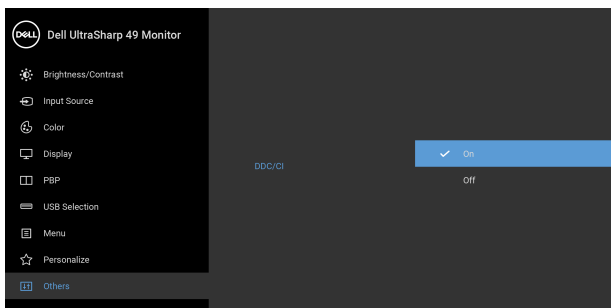 DELL Dell UltraSharp 49 Monitor
Brightness/Contrast
Input Source
Color
Display
PBP
USB Selection
Menu
Personalize
Others
DDC/CI
On
Off